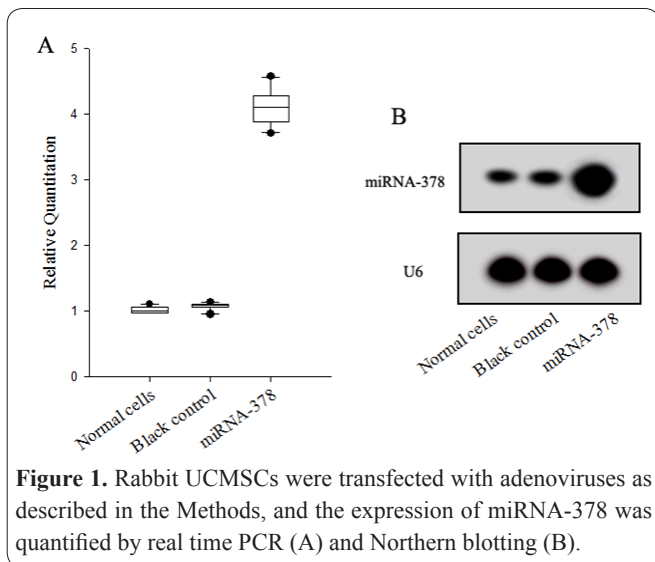 A
5
4
3
2
1
0
Relative Quantitation
Normal cells
Black control
miRNA-378
B
miRNA-378
U6
Normal cells
Black control
miRNA-378
Figure 1. Rabbit UCMSCs were transfected with adenoviruses as
described in the Methods, and the expression of miRNA-378 was
quantified by real time PCR (A) and Northern blotting (B).